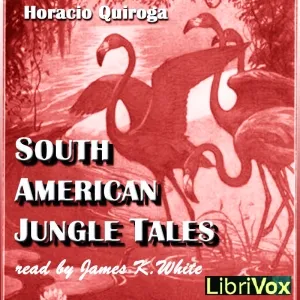 Horacio Quiroga
SOUTH
AMERICAN
JUNGLE TALES
read by James K. White
LibriVox